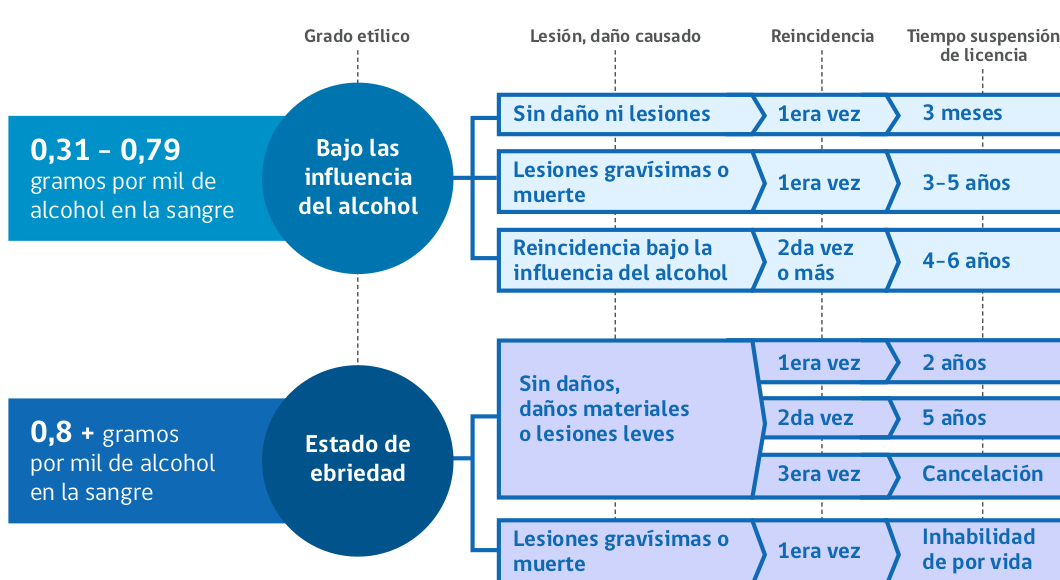 Grado etílico
Lesión, daño causado
Reincidencia
Tiempo suspensión
de licencia
0,31 – 0,79
gramos por mil de
alcohol en la sangre
Bajo las
influencia
del alcohol
Sin daño ni lesiones
1era vez
3 meses
Lesiones gravísimas o
muerte
1era vez
3–5 años
Reincidencia bajo la
influencia del alcohol
2da vez
o más
4–6 años
0,8 + gramos
por mil de alcohol
en la sangre
Estado de
ebriedad
Sin daños,
daños materiales
o lesiones leves
1era vez
2 años
2da vez
5 años
3era vez
Cancelación
Lesiones gravísimas o
muerte
1era vez
Inhabilidad
de por vida